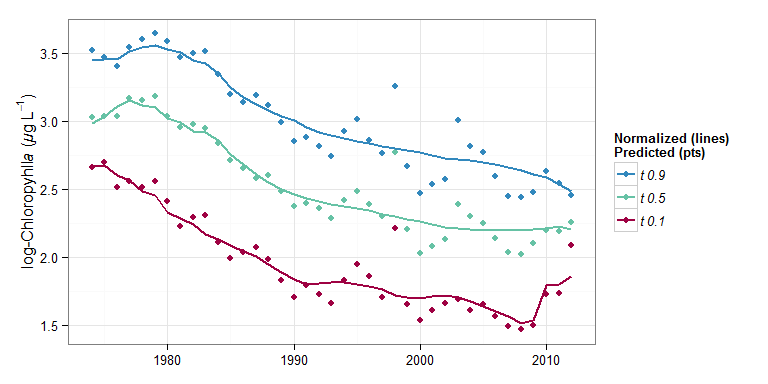 log-Chloropyhila (µg.L⁻¹)
3.5
3.0
2.5
2.0
1.5
1980
1990
2000
2010
Normalized (lines)
Predicted (pts)
t 0.9
t 0.5
t 0.1